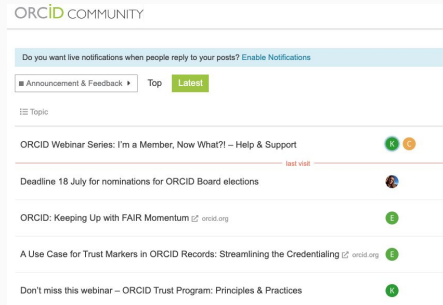 ORCiD COMMUNITY
Do you want live notifications when people reply to your posts? Enable Notifications
Announcement & Feedback
Top
Latest
Topic
ORCID Webinar Series: I'm a Member, Now What?! – Help & Support
K
C
last visit
Deadline 18 July for nominations for ORCID Board elections
ORCID: Keeping Up with FAIR Momentum orcid.org
E
A Use Case for Trust Markers in ORCID Records: Streamlining the Credentialing orcid.org
E
Don't miss this webinar – ORCID Trust Program: Principles & Practices
K